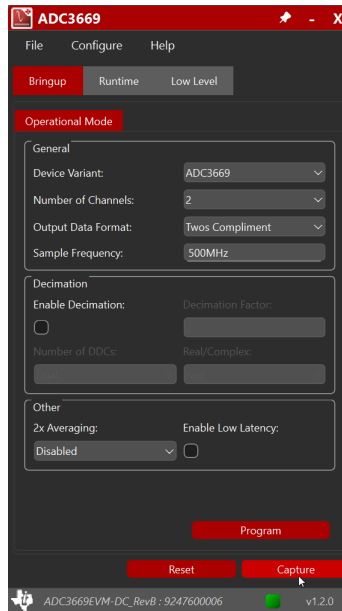 ADC3669
- X
File Configure Help
Bringup Runtime Low Level
Operational Mode
General
Device Variant: ADC3669
Number of Channels: 2
Output Data Format: Twos Compliment
Sample Frequency: 500MHz
Decimation
Enable Decimation: Decimation Factor:
Number of DDCs: Real/Complex:
Other
2x Averaging: Enable Low Latency:
Disabled
Program
Reset Capture
ADC3669EVM-DC_RevB : 9247600006 v1.2.0